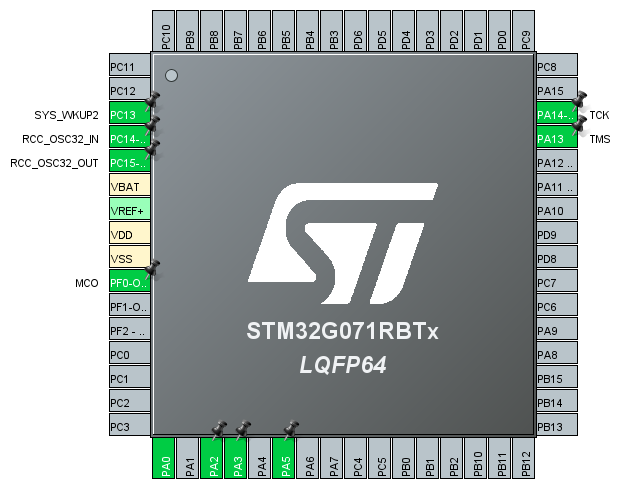 PC10
PB9
PB8
PB7
PB6
PB5
PB4
PB3
PD6
PD5
PD4
PD3
PD2
PD1
PD0
PC9
PC11
PC12
SYS_WKUP2 PC13
RCC_OSC32_IN PC14-..
RCC_OSC32_OUT PC15-..
VBAT
VREF+
VDD
VSS
MCO PF0-O..
PF1-O..
PF2 - ..
PC0
PC1
PC2
PC3
STM32G071RBTx
LQFP64
PC8
PA15
PA14-.. TCK
PA13 TMS
PA12 ..
PA11 ..
PA10
PD9
PD8
PC7
PC6
PA9
PA8
PB15
PB14
PB13
PA0
PA1
PA2
PA3
PA4
PA5
PA6
PA7
PC4
PC5
PB0
PB1
PB2
PB10
PB11
PB12